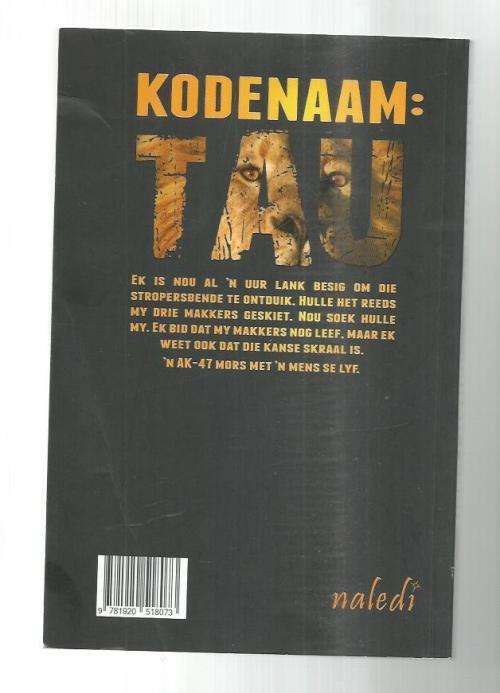 KODENAAM:
TAU
EK IS NOU AL 'N UUR LANK BESIG OM DIE
STROPERSBENDE TE ONTDUIK. HULLE HET REEDS
MY DRIE MAKKERS GESKIET. NOU SOEK HULLE
MY. EK BID DAT MY MAKKERS NOG LEEF, MAAR EK
WEET OOK DAT DIE KANSE SKRAAL IS.
'N AK-47 MORS MET 'N MENS SE LYF.
9 781920 518073
naledi